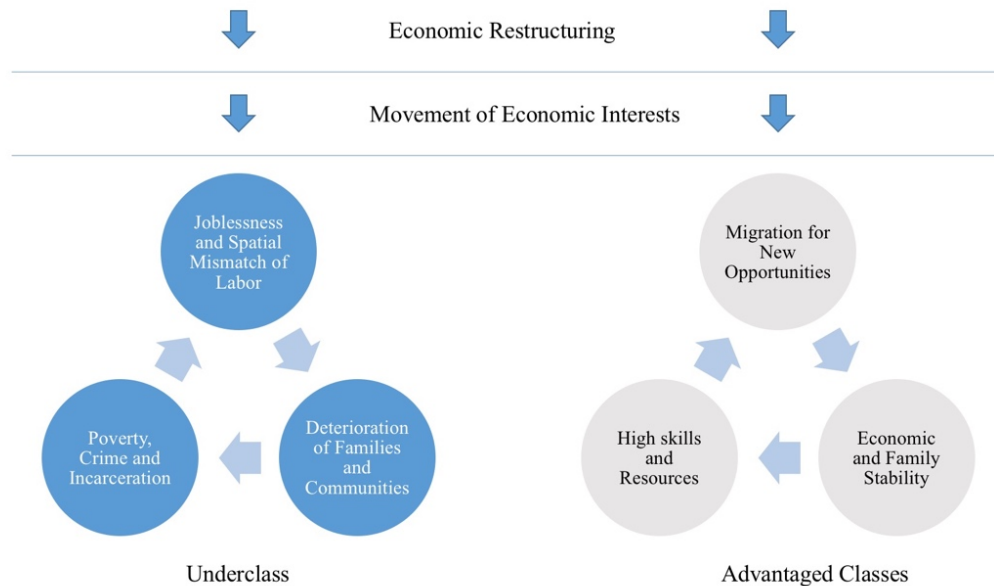 Economic Restructuring
Movement of Economic Interests
Joblessness
and Spatial
Mismatch of
Labor
Poverty,
Crime and
Incarceration
Deterioration
of Families
and
Communities
Underclass
Migration for
New
Opportunities
High skills
and
Resources
Economic
and Family
Stability
Advantaged Classes